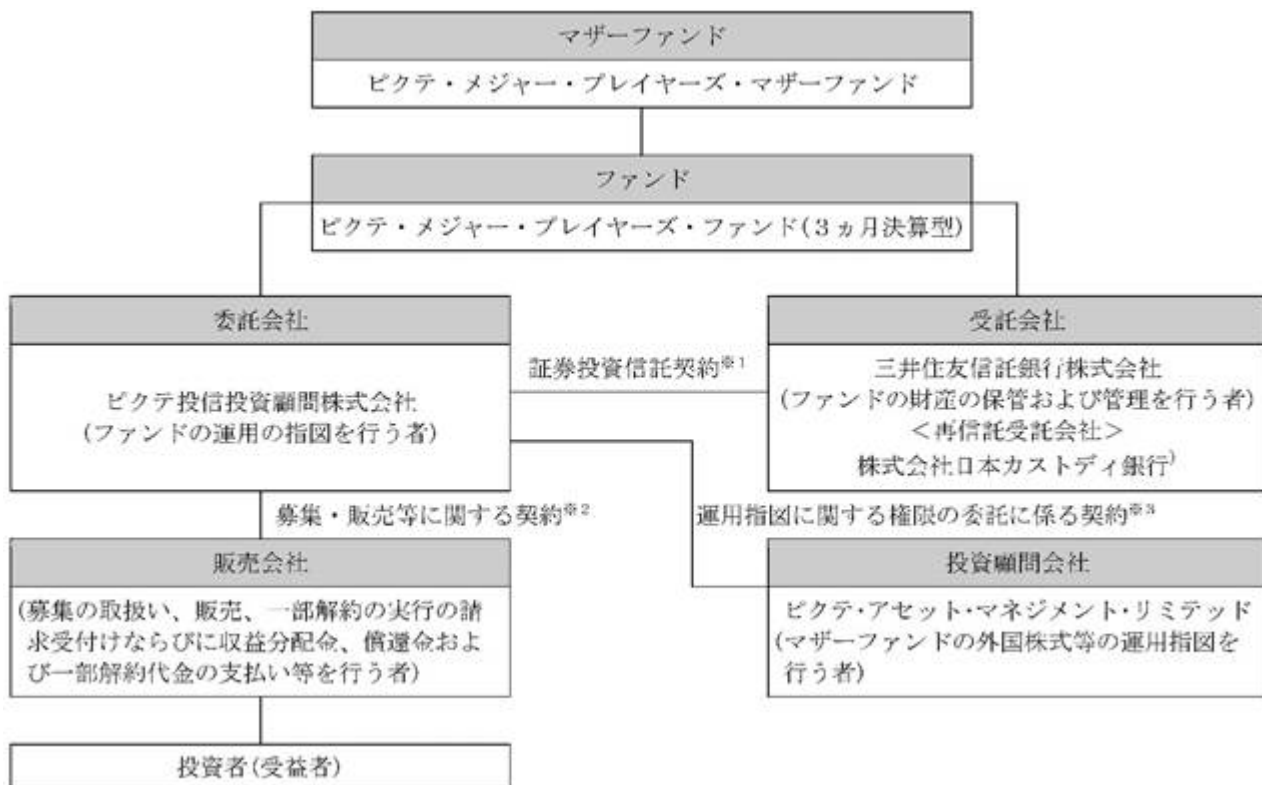 マザーファンド
ピクテ・メジャー・プレイヤーズ・マザーファンド
ファンド
ピクテ・メジャー・プレイヤーズ・ファンド(3ヵ月決算型)
委託会社
ピクテ投信投資顧問株式会社
(ファンドの運用の指図を行う者)
証券投資信託契約※1
受託会社
三井住友信託銀行株式会社
(ファンドの財産の保管および管理を行う者)
<再信託受託会社>
株式会社日本カストディ銀行)
募集・販売等に関する契約※2
運用指図に関する権限の委託に係る契約※3
販売会社
(募集の取扱い、販売、一部解約の実行の請
求受付けならびに収益分配金、償還金およ
び一部解約代金の支払い等を行う者)
投資顧問会社
ピクテ・アセット・マネジメント・リミテッド
(マザーファンドの外国株式等の運用指図を
行う者)
投資者(受益者)